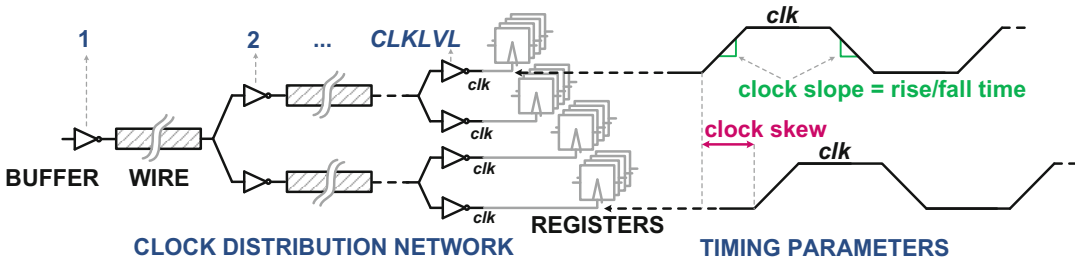 1
2
...
CLKLVL
clk
clk
clk
clk
BUFFER
WIRE
REGISTERS
CLOCK DISTRIBUTION NETWORK
clk
clock slope = rise/fall time
clock skew
clk
TIMING PARAMETERS